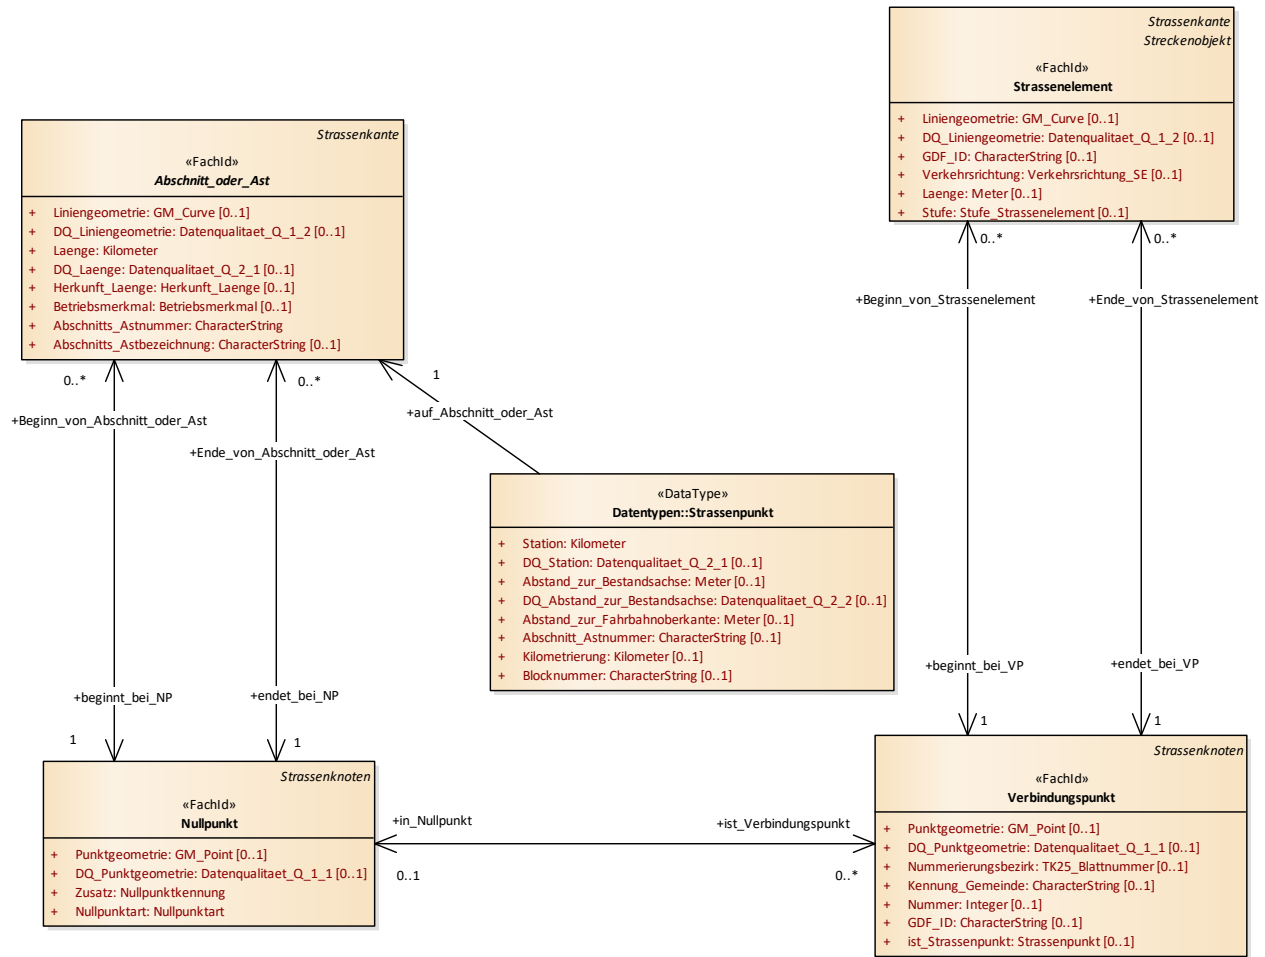 Strassenkante
Streckenobjekt
«FachId»
Strassenelement
+ Liniengeometrie: GM_Curve [0..1]
+ DQ_Liniengeometrie: Datenqualitaet_Q_1_2 [0..1]
+ GDF_ID: CharacterString [0..1]
+ Verkehrsrichtung: Verkehrsrichtung_SE [0..1]
+ Laenge: Meter [0..1]
+ Stufe: Stufe_Strassenelement [0..1]
Strassenkante
«FachId»
Abschnitt_oder_Ast
+ Liniengeometrie: GM_Curve [0..1]
+ DQ_Liniengeometrie: Datenqualitaet_Q_1_2 [0..1]
+ Laenge: Kilometer
+ DQ_Laenge: Datenqualitaet_Q_2_1 [0..1]
+ Herkunft_Laenge: Herkunft_Laenge [0..1]
+ Betriebsmerkmal: Betriebsmerkmal [0..1]
+ Abschnitts_Astnummer: CharacterString
+ Abschnitts_Astbezeichnung: CharacterString [0..1]
0..*
0..*
+Beginn_von_Strassenelement
+Ende_von_Strassenelement
0..*
0..*
1
+Beginn_von_Abschnitt_oder_Ast
+auf_Abschnitt_oder_Ast
+Ende_von_Abschnitt_oder_Ast
«DataType»
Datentypen::Strassenpunkt
+ Station: Kilometer
+ DQ_Station: Datenqualitaet_Q_2_1 [0..1]
+ Abstand_zur_Bestandsachse: Meter [0..1]
+ DQ_Abstand_zur_Bestandsachse: Datenqualitaet_Q_2_2 [0..1]
+ Abstand_zur_Fahrbahnoberkante: Meter [0..1]
+ Abschnitt_Astnummer: CharacterString [0..1]
+ Kilometrierung: Kilometer [0..1]
+ Blocknummer: CharacterString [0..1]
+beginnt_bei_NP
+endet_bei_NP
+beginnt_bei_VP
+endet_bei_VP
1
1
1
1
Strassenknoten
«FachId»
Nullpunkt
+ Punktgeometrie: GM_Point [0..1]
+ DQ_Punktgeometrie: Datenqualitaet_Q_1_1 [0..1]
+ Zusatz: Nullpunktkennung
+ Nullpunktart: Nullpunktart
+in_Nullpunkt
+ist_Verbindungspunkt
0..1
0..*
Strassenknoten
«FachId»
Verbindungspunkt
+ Punktgeometrie: GM_Point [0..1]
+ DQ_Punktgeometrie: Datenqualitaet_Q_1_1 [0..1]
+ Nummerierungsbezirk: TK25_Blattnummer [0..1]
+ Kennung_Gemeinde: CharacterString [0..1]
+ Nummer: Integer [0..1]
+ GDF_ID: CharacterString [0..1]
+ ist_Strassenpunkt: Strassenpunkt [0..1]